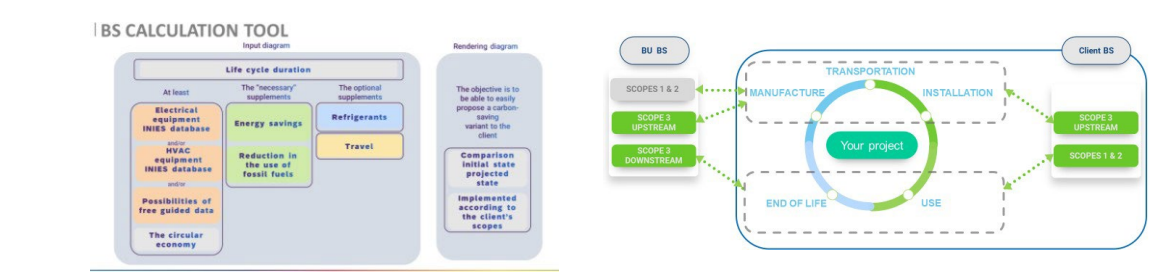 BS CALCULATION TOOL
Input diagram
Life cycle duration
At least
Electrical
equipment
INIES database
and/or
HVAC
equipment
INIES database
and/or
Possibilities of
free guided data
The circular
economy
The "necessary"
supplements
Energy savings
Reduction in
the use of
fossil fuels
The optional
supplements
Refrigerants
Travel
Rendering diagram
The objective is to
be able to easily
propose a carbon-
saving
variant to the
client
Comparison
initial state
projected
state
Implemented
according to
the client's
scopes
BU BS
SCOPES 1 & 2
SCOPE 3
UPSTREAM
SCOPE 3
DOWNSTREAM
TRANSPORTATION
MANUFACTURE
INSTALLATION
Your project
END OF LIFE
USE
Client BS
SCOPE 3
UPSTREAM
SCOPES 1 & 2